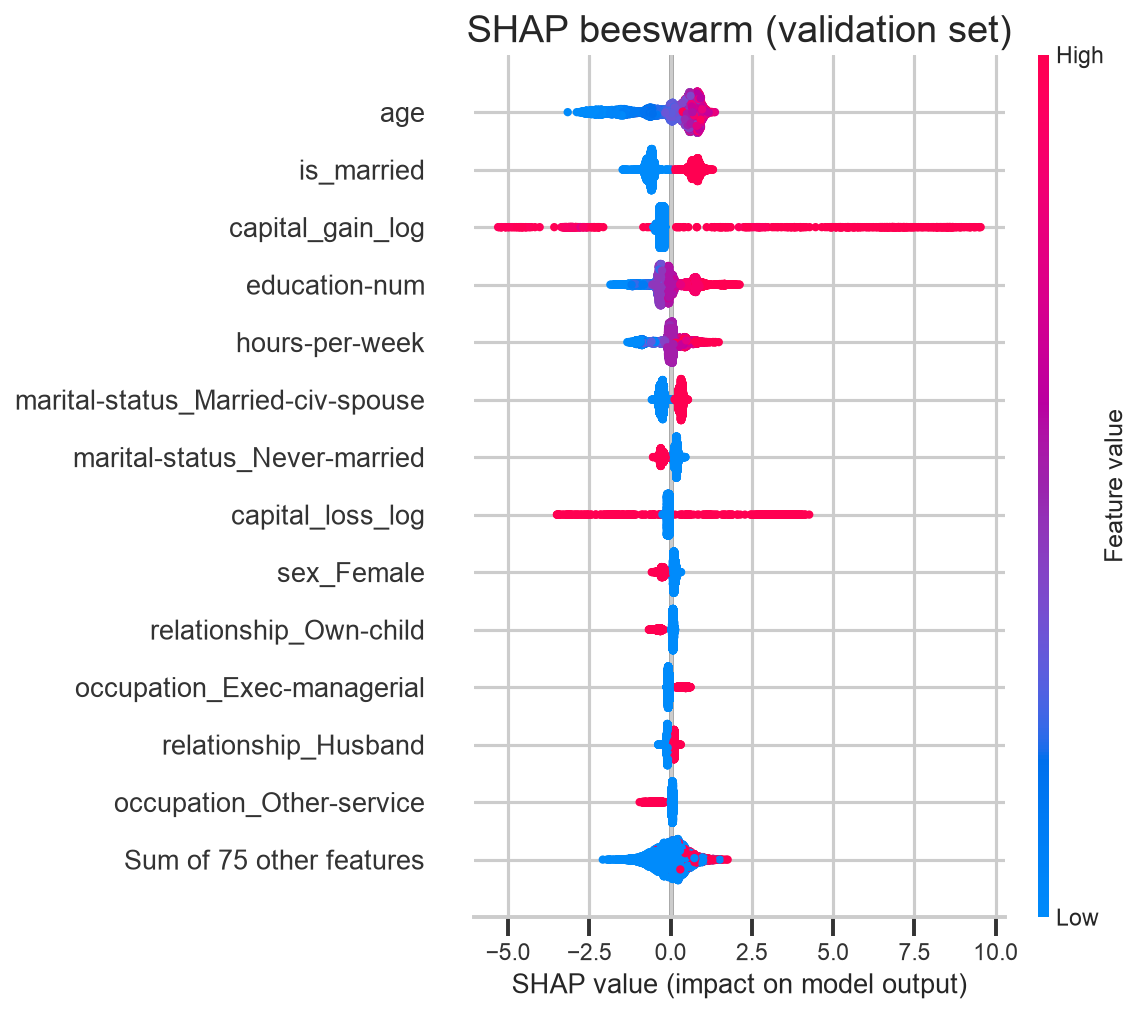 SHAP beeswarm (validation set)
High
age
is_married
capital_gain_log
education-num
hours-per-week
marital-status_Married-civ-spouse
marital-status_Never-married
capital_loss_log
sex_Female
relationship_Own-child
occupation_Exec-managerial
relationship_Husband
occupation_Other-service
Sum of 75 other features
Feature value
Low
−5.0 −2.5 0.0 2.5 5.0 7.5 10.0
SHAP value (impact on model output)